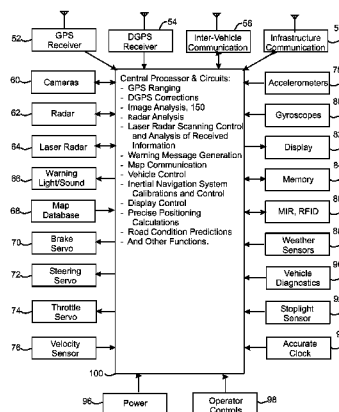 52
GPS
Receiver
DGPS
Receiver
54
Inter-Vehicle
Communication
56
Infrastructure
Communication
60
Cameras
62
Radar
64
Laser Radar
66
Warning
Light/Sound
68
Map
Database
70
Brake
Servo
72
Steering
Servo
74
Throttle
Servo
76
Velocity
Sensor
Central Processor & Circuits:
- GPS Ranging
- DGPS Corrections
- Image Analysis, 150
- Radar Analysis
- Laser Radar Scanning Control
and Analysis of Received
Information
- Warning Message Generation
- Map Communication
- Vehicle Control
- Inertial Navigation System
Calibrations and Control
- Display Control
- Precise Positioning
Calculations
- Road Condition Predictions
- And Other Functions.
100
Accelerometers
Gyroscopes
Display
Memory
MIR, RFID
Weather
Sensors
Vehicle
Diagnostics
Stoplight
Sensor
Accurate
Clock
96
Power
Operator
Controls
98